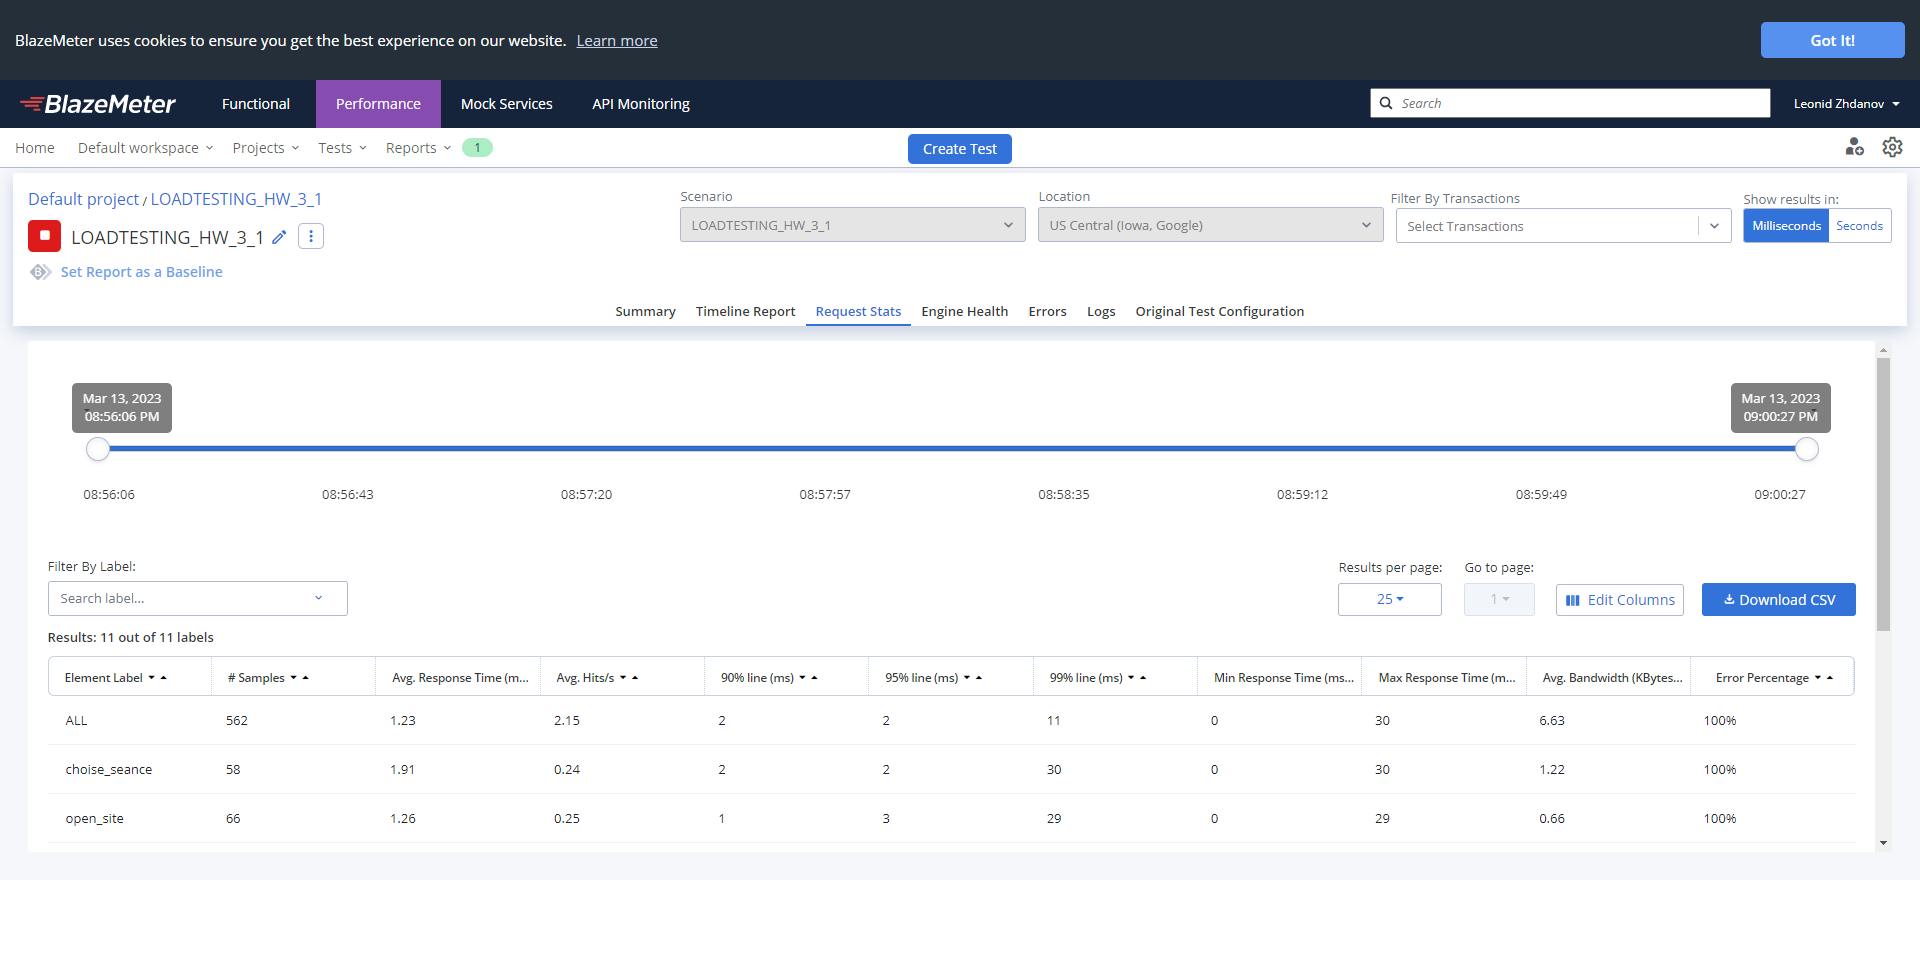 BlazeMeter uses cookies to ensure you get the best experience on our website. Learn more
Got It!
BlazeMeter
Functional
Performance
Mock Services
API Monitoring
Search
Leonid Zhdanov
Home
Default workspace
Projects
Tests
Reports
1
Create Test
Default project / LOADTESTING_HW_3_1
LOADTESTING_HW_3_1
Set Report as a Baseline
Scenario
LOADTESTING_HW_3_1
Location
US Central (Iowa, Google)
Filter By Transactions
Select Transactions
Show results in:
Milliseconds
Seconds
Summary
Timeline Report
Request Stats
Engine Health
Errors
Logs
Original Test Configuration
Mar 13, 2023
08:56:06 PM
Mar 13, 2023
09:00:27 PM
08:56:06
08:56:43
08:57:20
08:57:57
08:58:35
08:59:12
08:59:49
09:00:27
Filter By Label:
Search label...
Results per page:
25
Go to page:
1
Edit Columns
Download CSV
Results: 11 out of 11 labels
Element Label # Samples Avg. Response Time (m... Avg. Hits/s 90% line (ms) 95% line (ms) 99% line (ms) Min Response Time (ms... Max Response Time (m... Avg. Bandwidth (KBytes... Error Percentage
ALL 562 1.23 2.15 2 2 11 0 30 6.63 100%
choise_seance 58 1.91 0.24 2 2 30 0 30 1.22 100%
open_site 66 1.26 0.25 1 3 29 0 29 0.66 100%